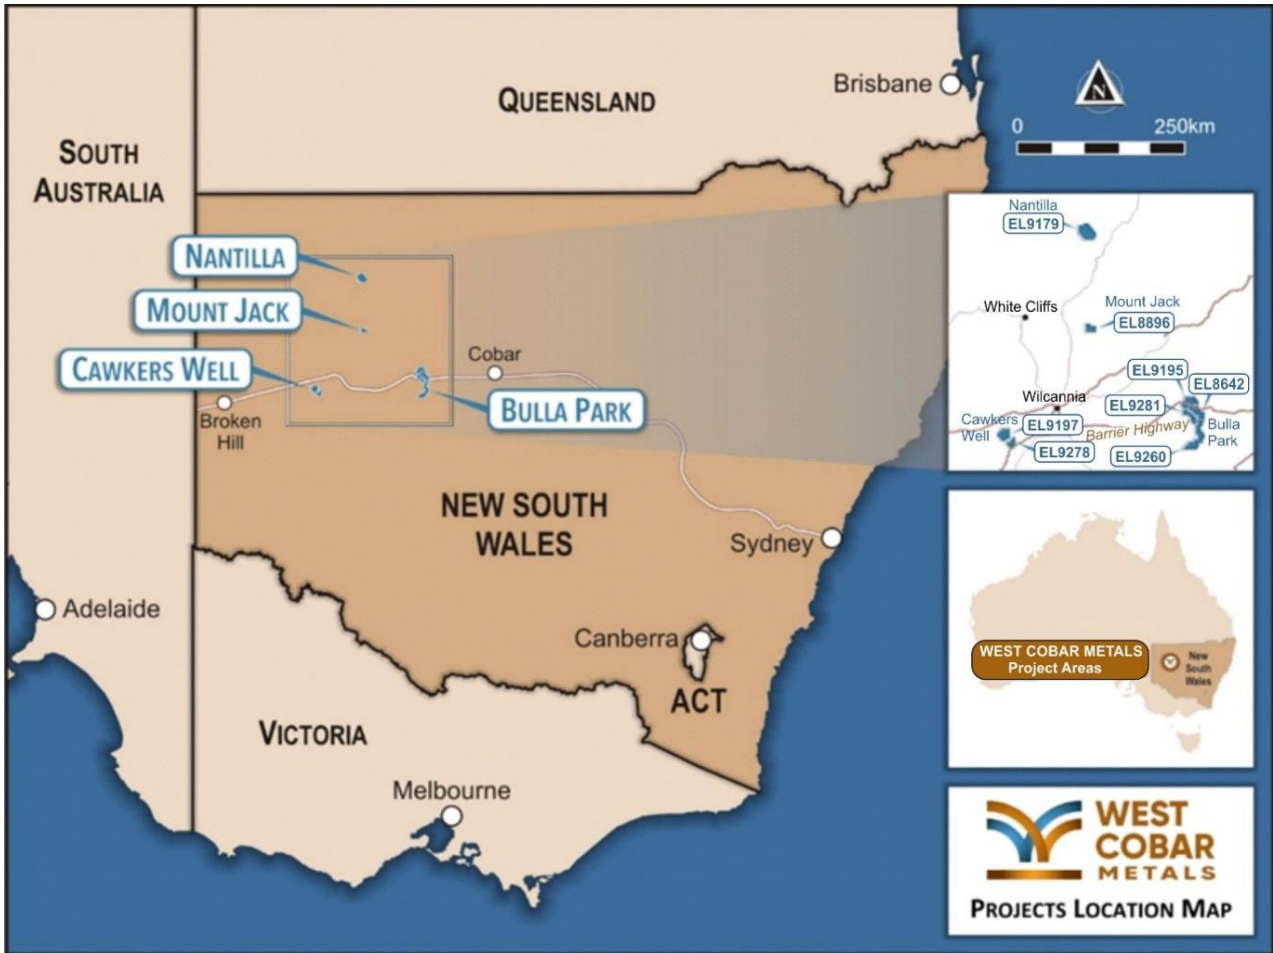 QUEENSLAND
Brisbane
N
0 250km
SOUTH
AUSTRALIA
NANTILLA
MOUNT JACK
CAWKERS WELL
Cobar
BULLA PARK
Broken
Hill
NEW SOUTH
WALES
Sydney
Adelaide
Canberra
ACT
VICTORIA
Melbourne
Nantilla
EL9179
White Cliffs
Mount Jack
EL8896
EL9195
EL8642
Wilcannia
EL9281
Cawkers
Well
EL9197
Barrier Highway
Bulla
Park
EL9278
EL9260
WEST COBAR METALS
Project Areas
New
South
Wales
WEST
COBAR
METALS
PROJECTS LOCATION MAP